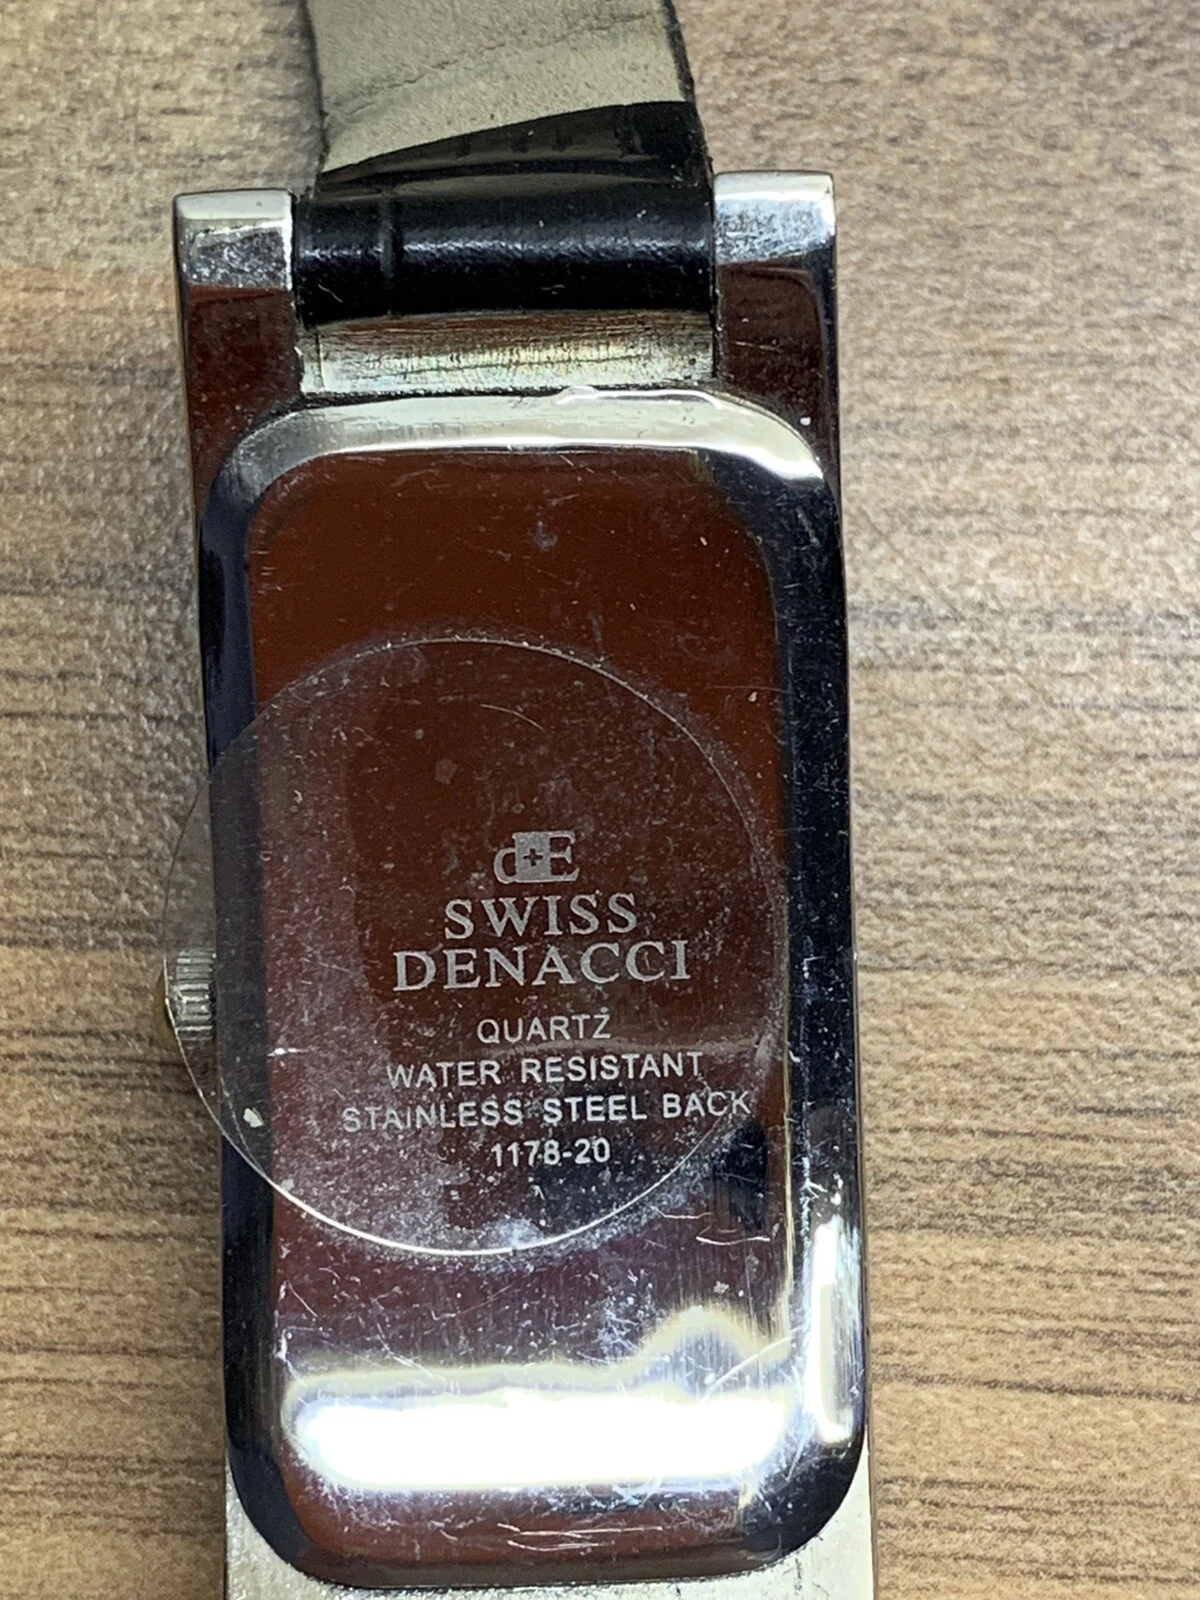 d+E
SWISS
DENACCI
QUARTZ
WATER RESISTANT
STAINLESS STEEL BACK
1178-20